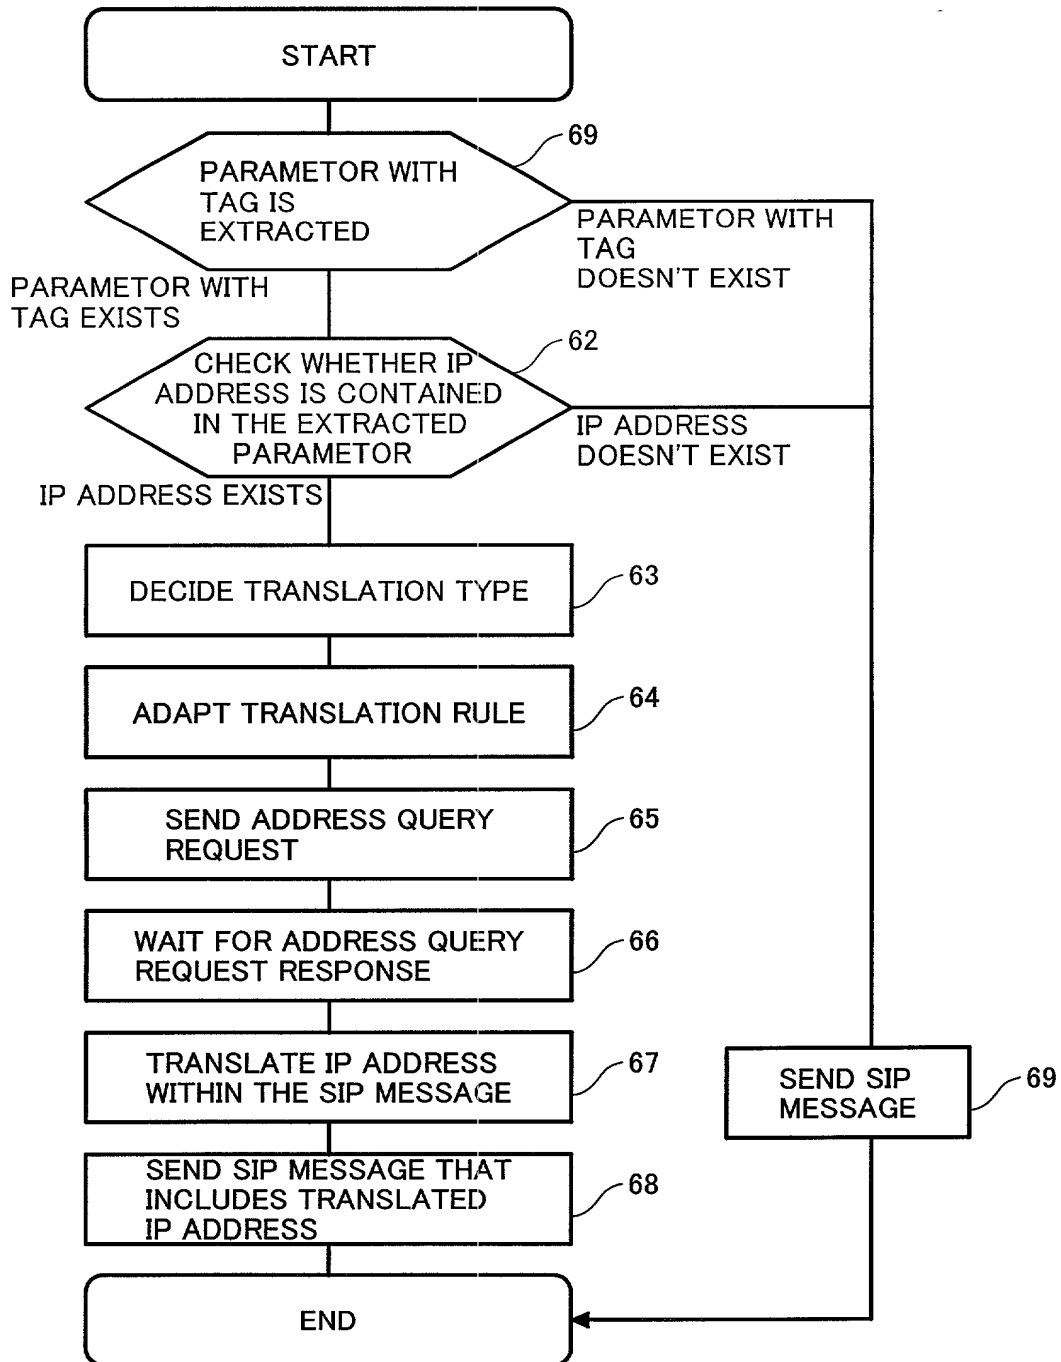 START
69
PARAMETOR WITH
TAG IS
EXTRACTED
PARAMETOR WITH
TAG
DOESN'T EXIST
PARAMETOR WITH
TAG EXISTS
62
CHECK WHETHER IP
ADDRESS IS CONTAINED
IN THE EXTRACTED
PARAMETOR
IP ADDRESS
DOESN'T EXIST
IP ADDRESS EXISTS
DECIDE TRANSLATION TYPE
63
ADAPT TRANSLATION RULE
64
SEND ADDRESS QUERY
REQUEST
65
WAIT FOR ADDRESS QUERY
REQUEST RESPONSE
66
TRANSLATE IP ADDRESS
WITHIN THE SIP MESSAGE
67
SEND SIP
MESSAGE
69
SEND SIP MESSAGE THAT
INCLUDES TRANSLATED
IP ADDRESS
68
END